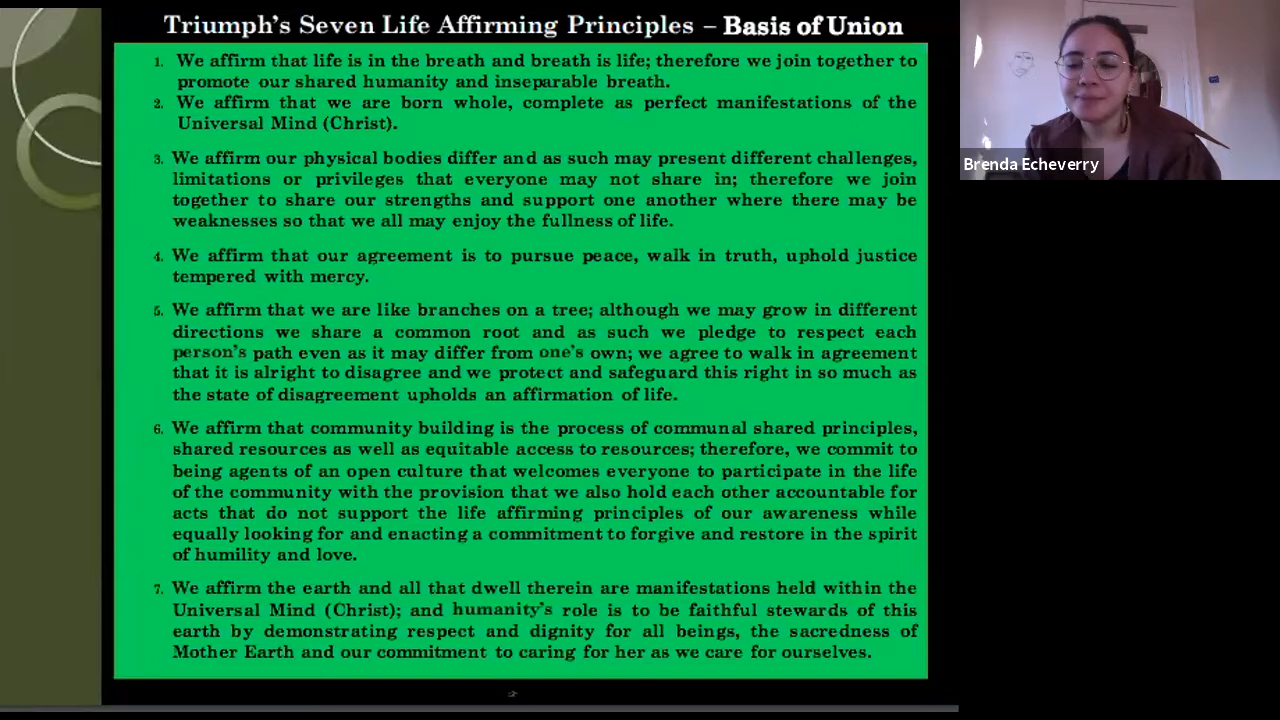 Triumph's Seven Life Affirming Principles – Basis of Union
1. We affirm that life is in the breath and breath is life; therefore we join together to
promote our shared humanity and inseparable breath.
2. We affirm that we are born whole, complete as perfect manifestations of the
Universal Mind (Christ).
3. We affirm our physical bodies differ and as such may present different challenges,
limitations or privileges that everyone may not share in; therefore we join
together to share our strengths and support one another where there may be
weaknesses so that we all may enjoy the fullness of life.
4. We affirm that our agreement is to pursue peace, walk in truth, uphold justice
tempered with mercy.
5. We affirm that we are like branches on a tree; although we may grow in different
directions we share a common root and as such we pledge to respect each
person's path even as it may differ from one's own; we agree to walk in agreement
that it is alright to disagree and we protect and safeguard this right in so much as
the state of disagreement upholds an affirmation of life.
6. We affirm that community building is the process of communal shared principles,
shared resources as well as equitable access to resources; therefore, we commit to
being agents of an open culture that welcomes everyone to participate in the life
of the community with the provision that we also hold each other accountable for
acts that do not support the life affirming principles of our awareness while
equally looking for and enacting a commitment to forgive and restore in the spirit
of humility and love.
7. We affirm the earth and all that dwell therein are manifestations held within the
Universal Mind (Christ); and humanity's role is to be faithful stewards of this
earth by demonstrating respect and dignity for all beings, the sacredness of
Mother Earth and our commitment to caring for her as we care for ourselves.
Brenda Echeverry